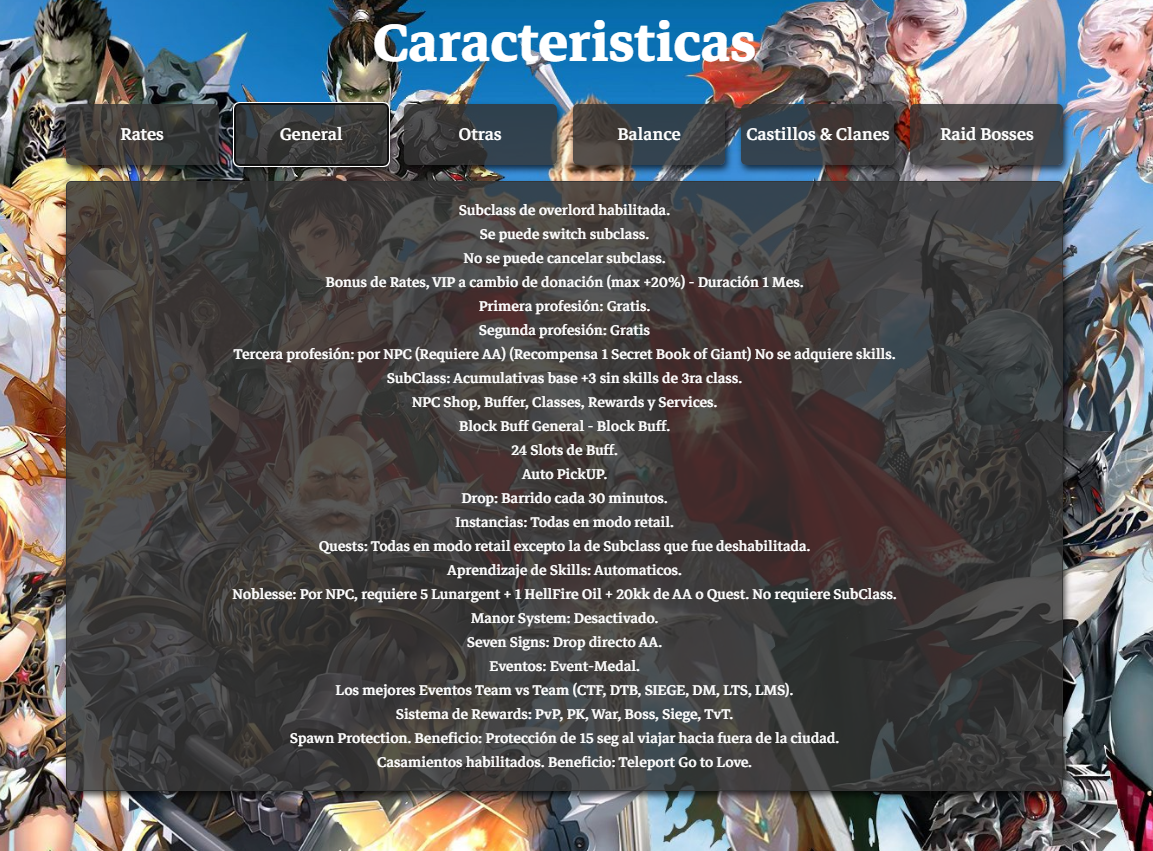 Caracteristicas
Rates
General
Otras
Balance
Castillos & Clanes
Raid Bosses
Subclass de overlord habilitada.
Se puede switch subclass.
No se puede cancelar subclass.
Bonus de Rates, VIP a cambio de donación (max +20%) - Duración 1 Mes.
Primera profesión: Gratis.
Segunda profesión: Gratis
Tercera profesión: por NPC (Requiere AA) (Recompensa 1 Secret Book of Giant) No se adquiere skills.
SubClass: Acumulativas base +3 sin skills de 3ra class.
NPC Shop, Buffer, Classes, Rewards y Services.
Block Buff General - Block Buff.
24 Slots de Buff.
Auto PickUP.
Drop: Barrido cada 30 minutos.
Instancias: Todas en modo retail.
Quests: Todas en modo retail excepto la de Subclass que fue deshabilitada.
Aprendizaje de Skills: Automaticos.
Noblesse: Por NPC, requiere 5 Lunargent + 1 HellFire Oil + 20kk de AA o Quest. No requiere SubClass.
Manor System: Desactivado.
Seven Signs: Drop directo AA.
Eventos: Event-Medal.
Los mejores Eventos Team vs Team (CTF, DTB, SIEGE, DM, LTS, LMS).
Sistema de Rewards: PvP, PK, War, Boss, Siege, TvT.
Spawn Protection. Beneficio: Protección de 15 seg al viajar hacia fuera de la ciudad.
Casamientos habilitados. Beneficio: Teleport Go to Love.